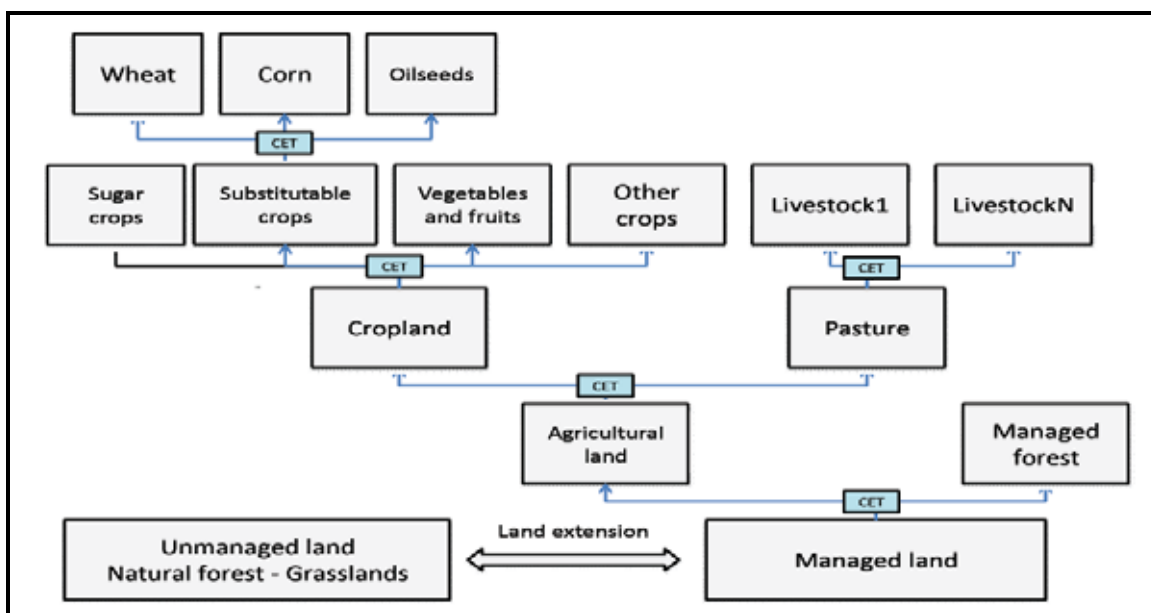 Wheat
Corn
Oilseeds
CET
Sugar
crops
Substitutable
crops
Vegetables
and fruits
Other
crops
Livestock1
LivestockN
CET
CET
Cropland
Pasture
CET
Agricultural
land
Managed
forest
CET
Unmanaged land
Natural forest - Grasslands
Land extension
Managed land